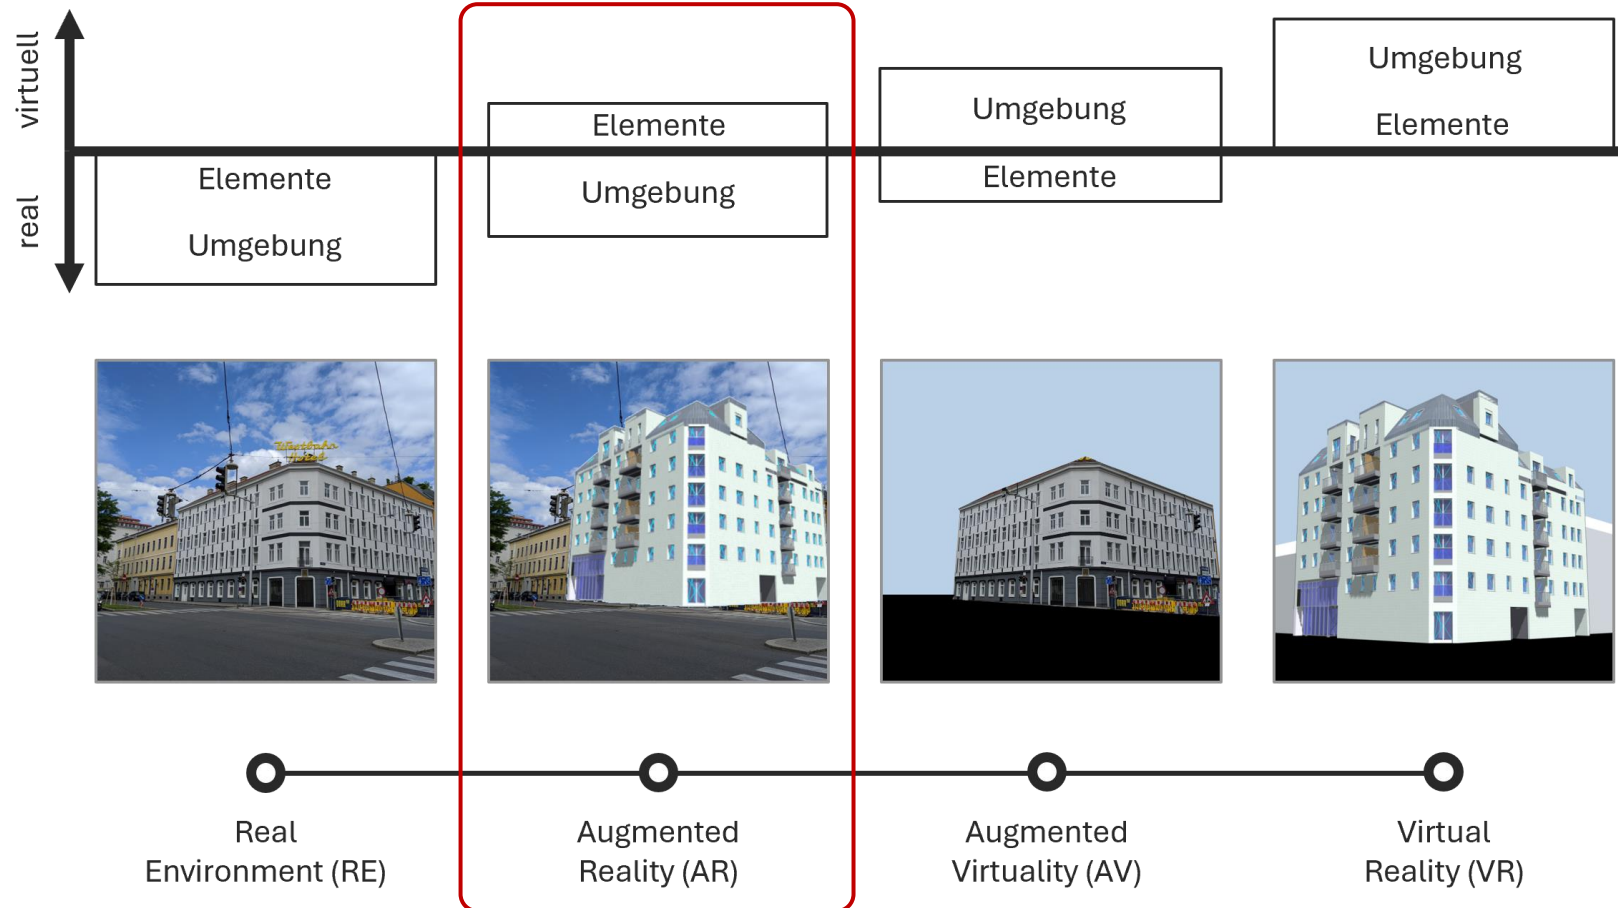 virtuell
real
Elemente
Umgebung
Elemente
Umgebung
Umgebung
Elemente
Umgebung
Elemente
Real
Environment (RE)
Augmented
Reality (AR)
Augmented
Virtuality (AV)
Virtual
Reality (VR)